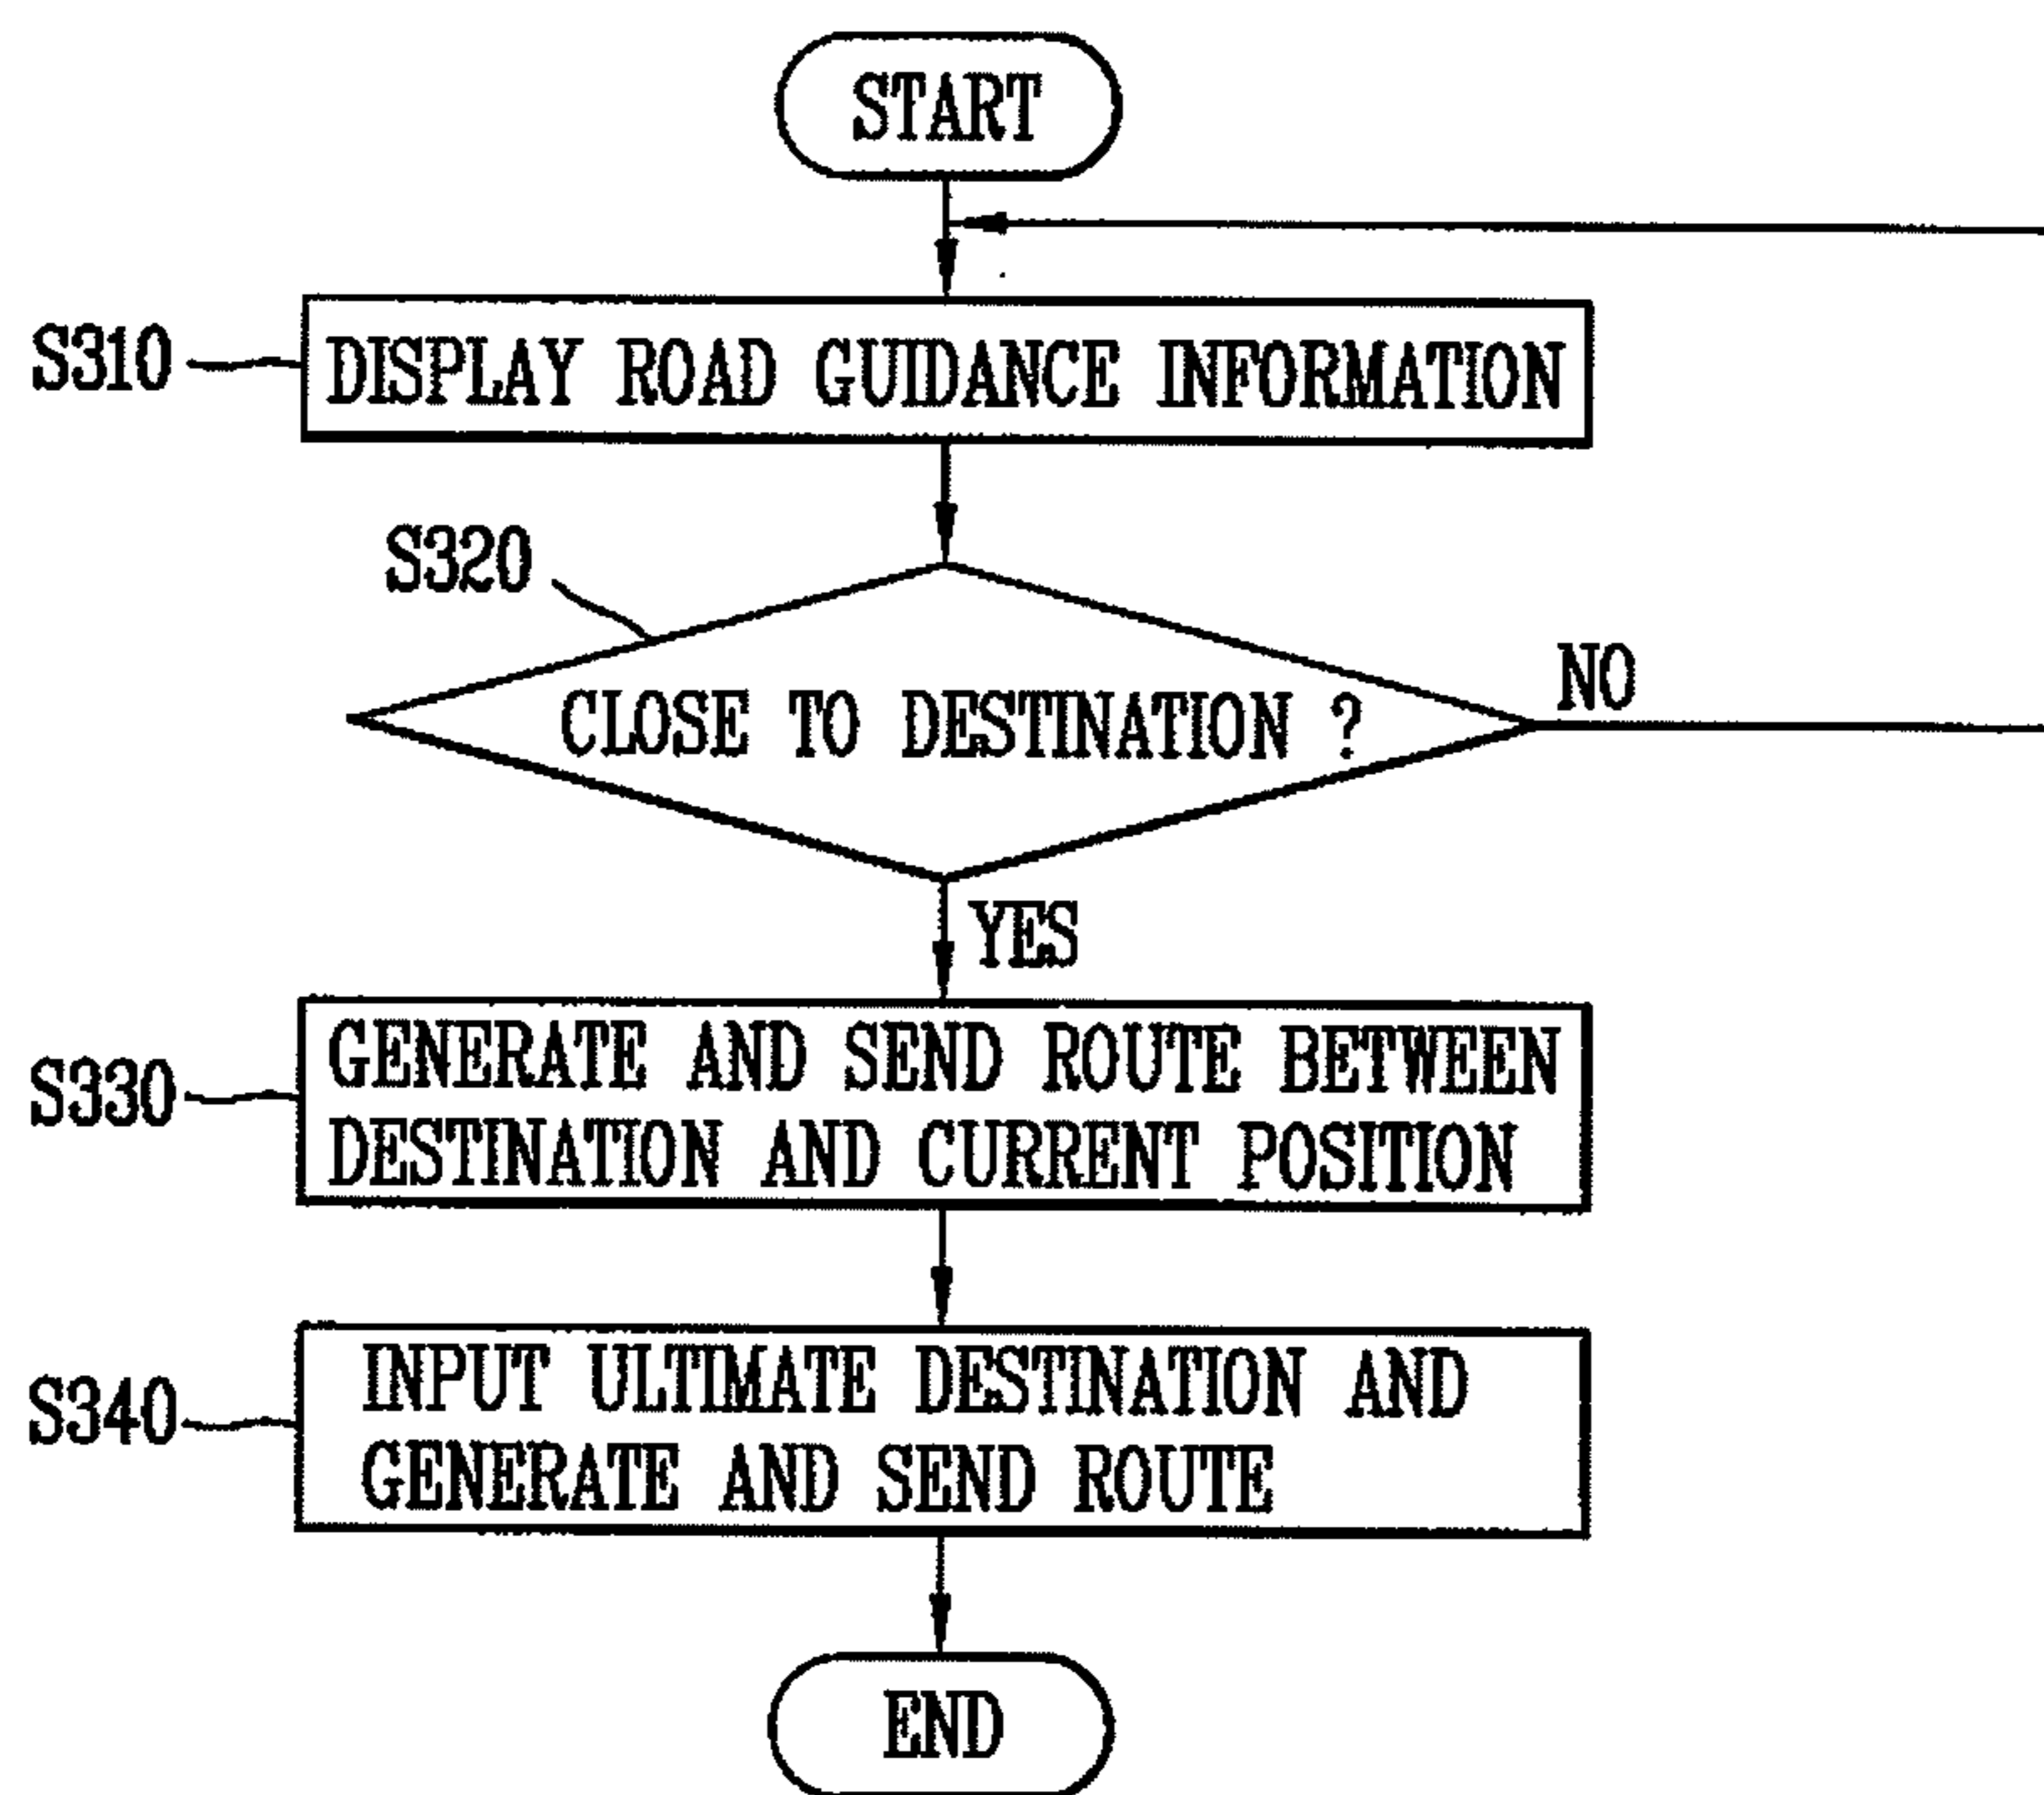 START
S310
DISPLAY ROAD GUIDANCE INFORMATION
S320
CLOSE TO DESTINATION ?
NO
YES
S330
GENERATE AND SEND ROUTE BETWEEN
DESTINATION AND CURRENT POSITION
S340
INPUT ULTIMATE DESTINATION AND
GENERATE AND SEND ROUTE
END